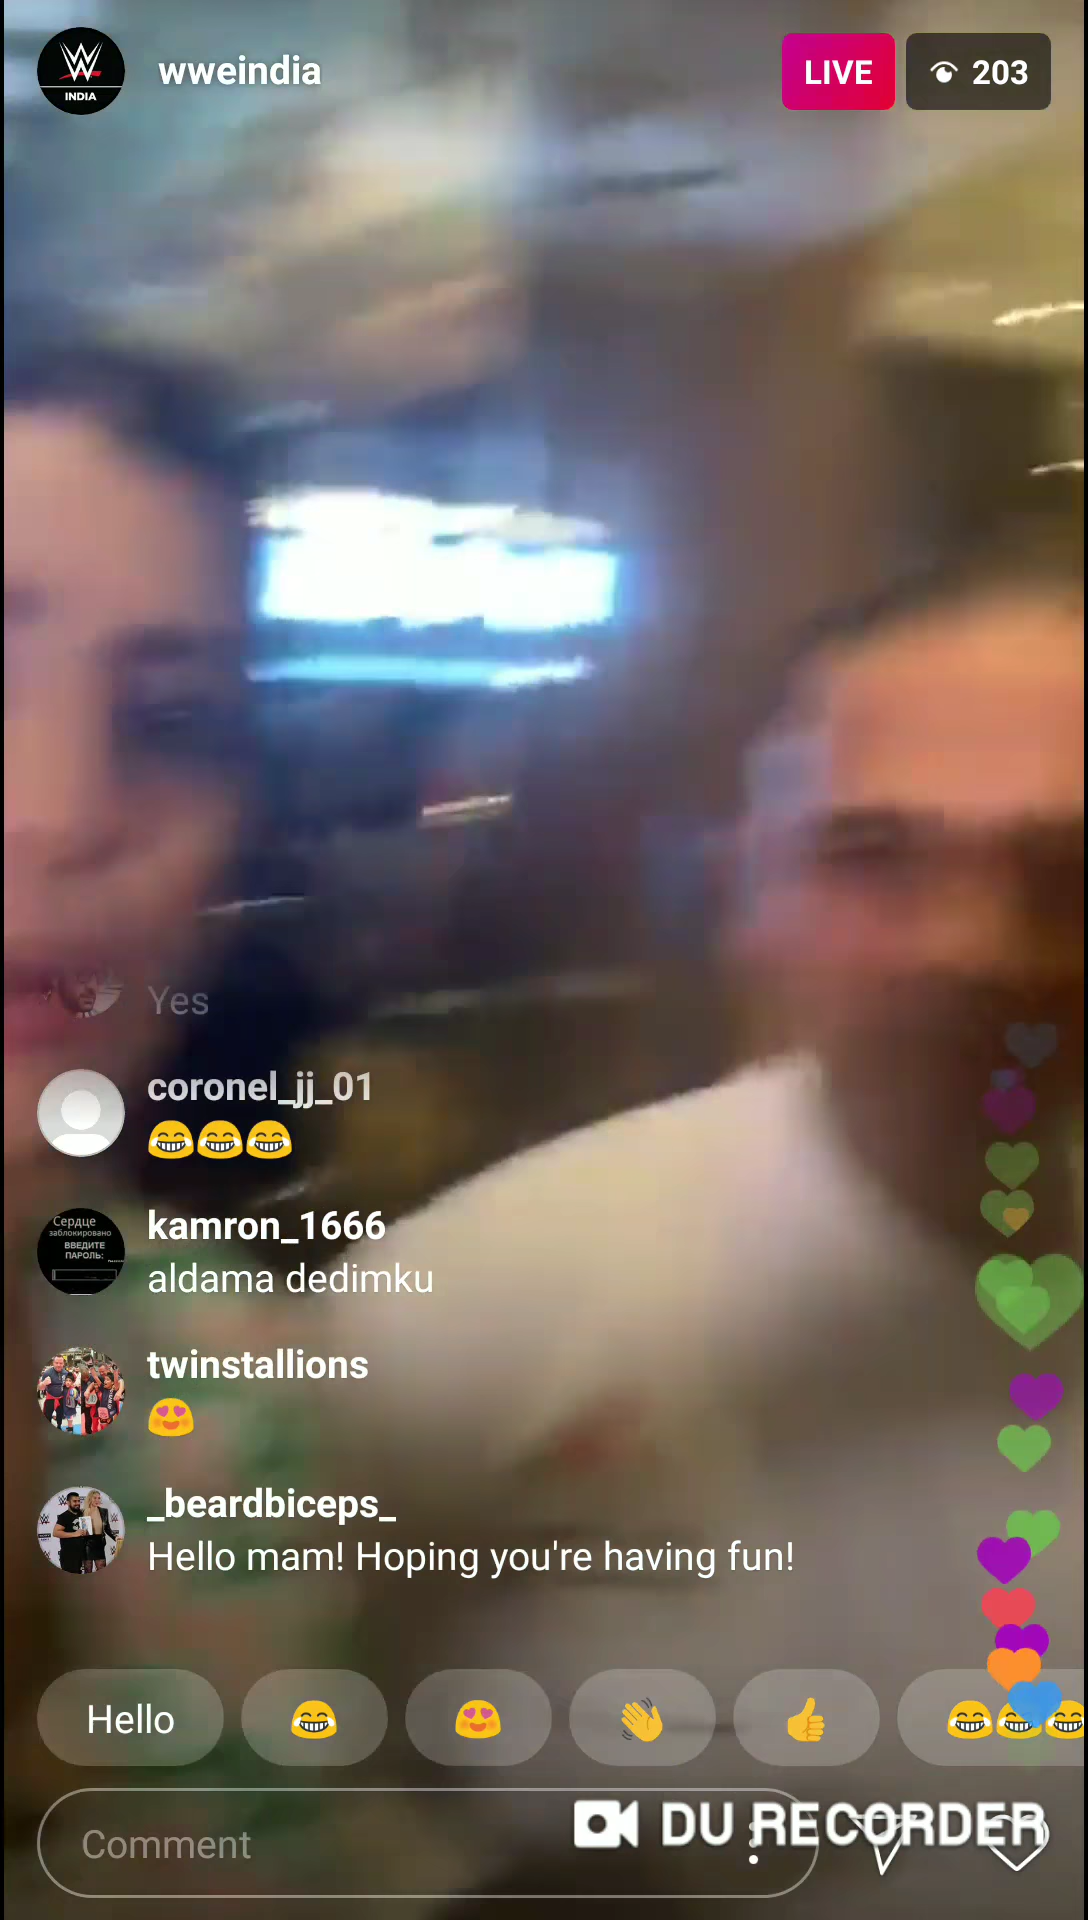 W
INDIA
wweindia
LIVE
203
Yes
coronel_jj_01
😂😂😂
kamron_1666
Сердце
заблокировано
ВВЕДИТЕ
ПАРОЛЬ:
aldama dedimku
twinstallions
😍
_beardbiceps_
Hello mam! Hoping you're having fun!
Hello 😂 😍 👋 👍 😂😂😂
Comment
DU RECORDER